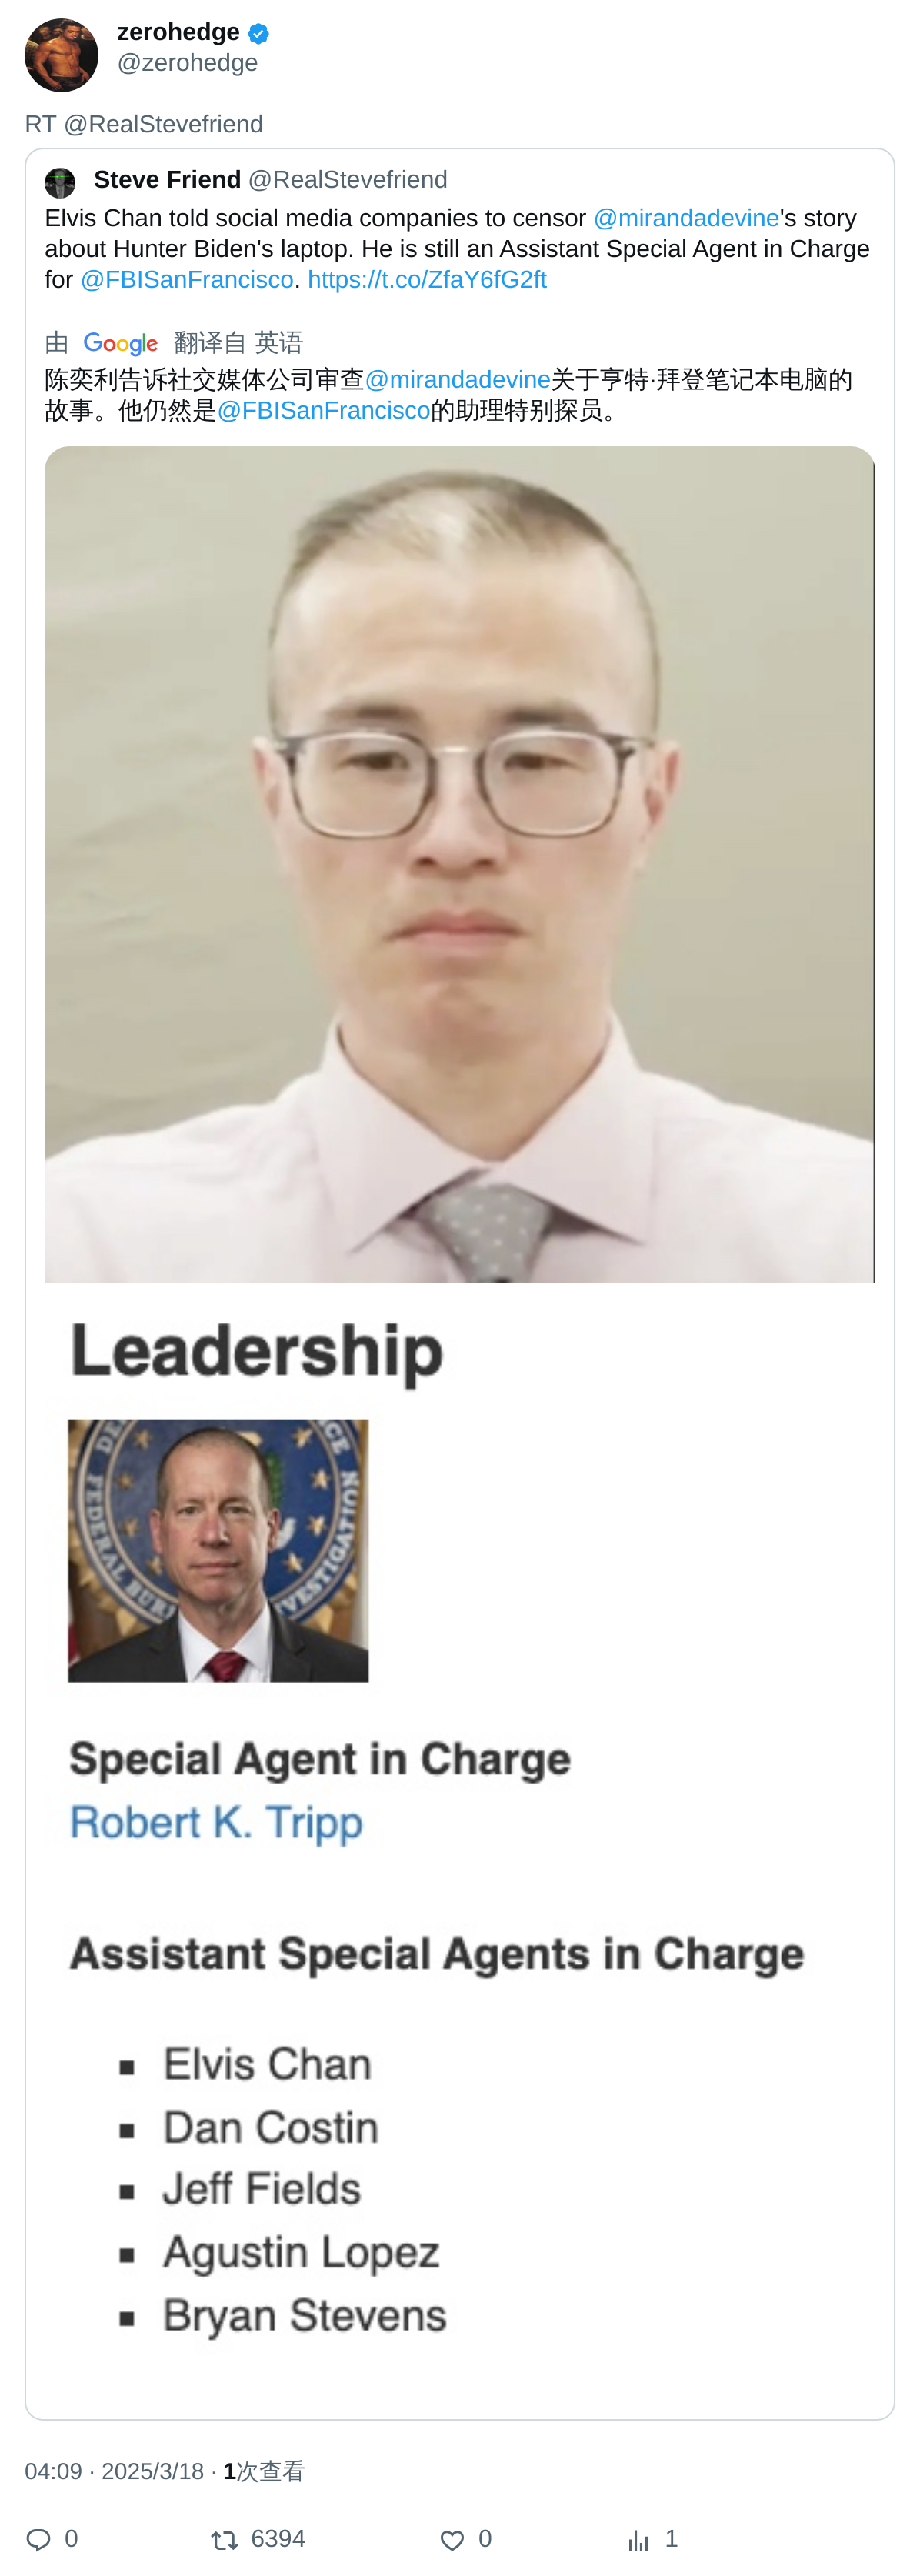 zerohedge
@zerohedge
RT @RealStevefriend
Steve Friend @RealStevefriend
Elvis Chan told social media companies to censor @mirandadevine's story
about Hunter Biden's laptop. He is still an Assistant Special Agent in Charge
for @FBISanFrancisco. https://t.co/ZfaY6fG2ft
由 Google 翻译自 英语
陈奕利告诉社交媒体公司审查@mirandadevine关于亨特·拜登笔记本电脑的
故事。他仍然是@FBISanFrancisco的助理特别探员。
Leadership
FEDERAL
Special Agent in Charge
Robert K. Tripp
Assistant Special Agents in Charge
▪ Elvis Chan
▪ Dan Costin
▪ Jeff Fields
▪ Agustin Lopez
▪ Bryan Stevens
04:09 · 2025/3/18 · 1次查看
0 6394 0 1